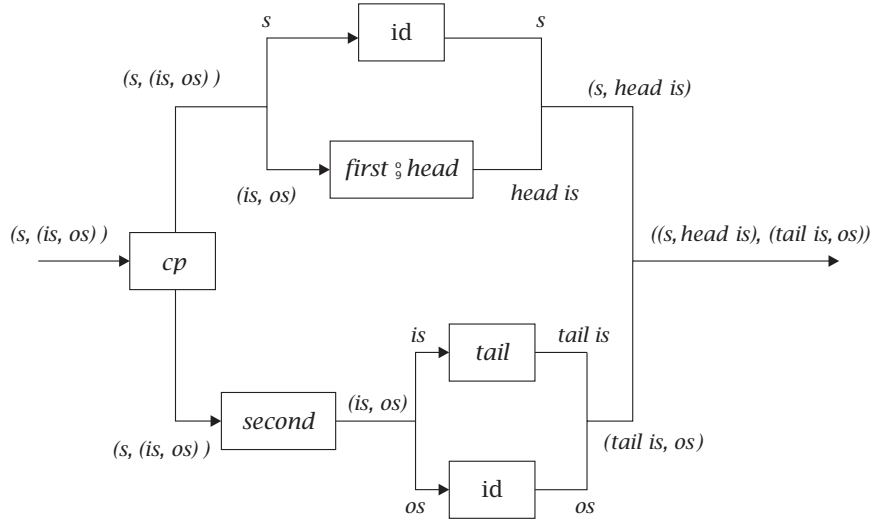 s
id
s
(s, (is, os) )
(s, head is)
(is, os)
first ⨟ head
head is
(s, (is, os) )
cp
((s, head is), (tail is, os))
is
tail
tail is
second
(is, os)
(s, (is, os) )
(tail is, os)
os
id
os